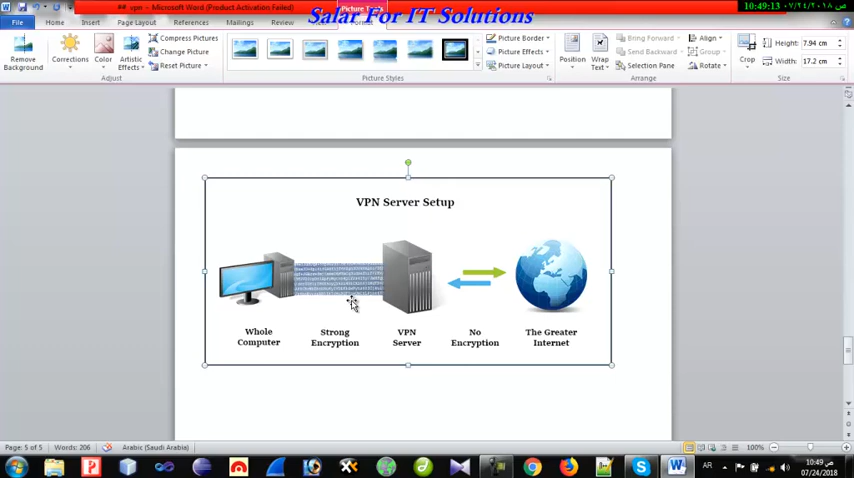 vpn - Microsoft Word (Product Activation Failed)
Picture Tools
Salar For IT Solutions
10:49:13 ص ٢٠١٨/٠٧/٢٤
File
Home
Insert
Page Layout
References
Mailings
Review
Format
Remove Background
Corrections
Color
Artistic Effects
Compress Pictures
Change Picture
Reset Picture
Adjust
Picture Styles
Picture Border
Picture Effects
Picture Layout
Position
Wrap Text
Bring Forward
Send Backward
Selection Pane
Align
Group
Rotate
Arrange
Crop
Height: 7.94 cm
Width: 17.2 cm
Size
VPN Server Setup
Whole Computer
Strong Encryption
VPN Server
No Encryption
The Greater Internet
Page: 5 of 5
Words: 206
Arabic (Saudi Arabia)
100%
AR
10:49 ص
07/24/2018